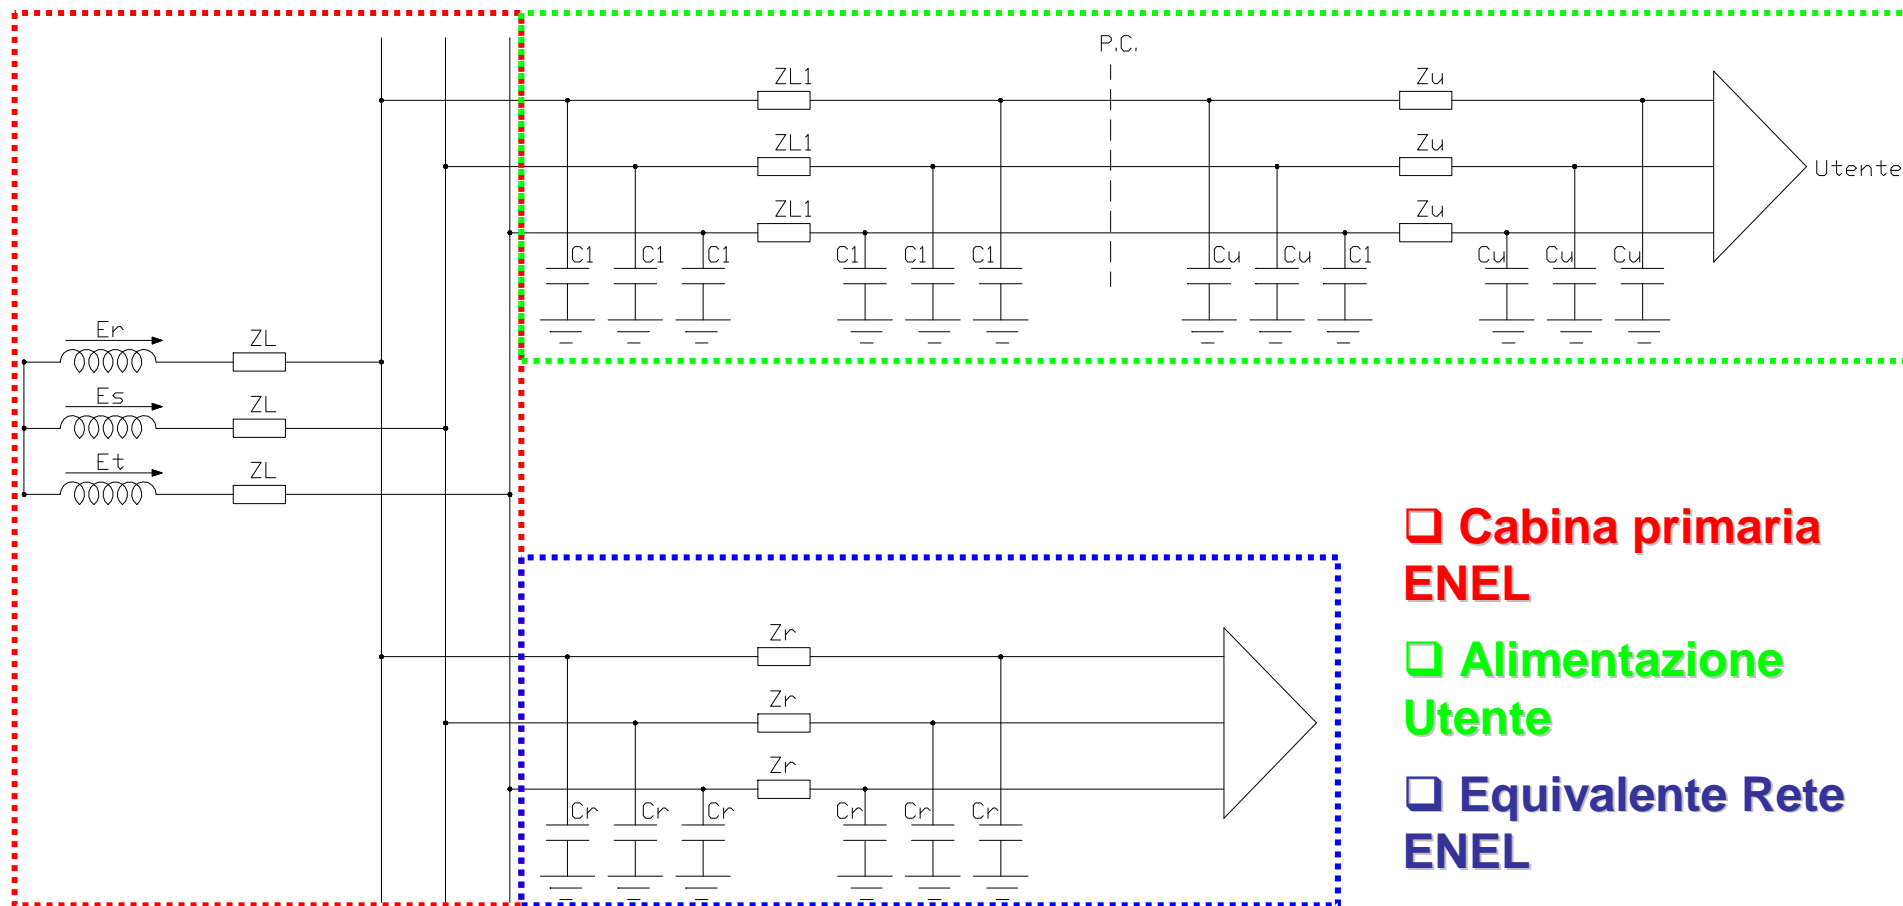 P.C.
ZL1 Zu
ZL1 Zu
Utente
ZL1 Zu
C1 C1 C1 C1 C1 C1 Cu Cu C1 Cu Cu Cu
Er ZL
Es ZL
Et ZL
❑ Cabina primaria
ENEL
Zr
❑ Alimentazione
Utente
Zr
Zr
❑ Equivalente Rete
ENEL
Cr Cr Cr Cr Cr Cr